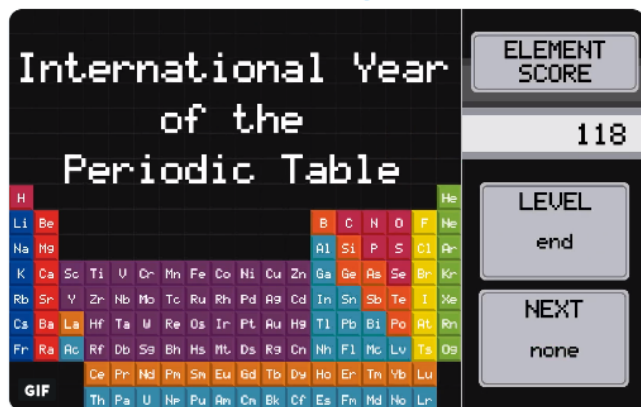 International Year
of the
Periodic Table
H He
Li Be B C N O F Ne
Na Mg Al Si P S Cl Ar
K Ca Sc Ti V Cr Mn Fe Co Ni Cu Zn Ga Ge As Se Br Kr
Rb Sr Y Zr Nb Mo Tc Ru Rh Pd Ag Cd In Sn Sb Te I Xe
Cs Ba La Hf Ta W Re Os Ir Pt Au Hg Tl Pb Bi Po At Rn
Fr Ra Ac Rf Db Sg Bh Hs Mt Ds Rg Cn Nh Fl Mc Lv Ts Og
Ce Pr Nd Pm Sm Eu Gd Tb Dy Ho Er Tm Yb Lu
Th Pa U Np Pu Am Cm Bk Cf Es Fm Md No Lr
GIF
ELEMENT
SCORE
118
LEVEL
end
NEXT
none